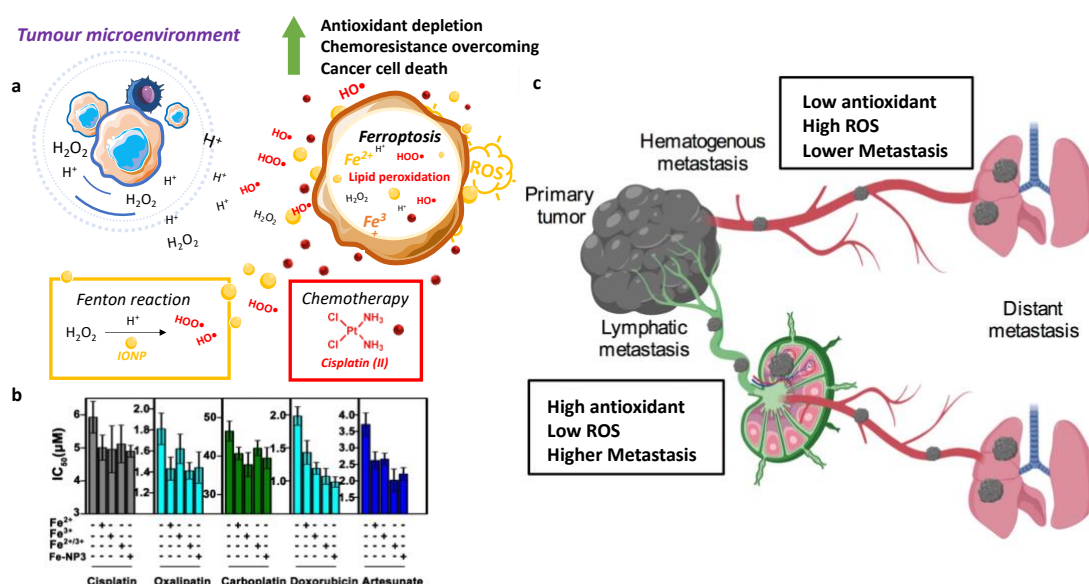 Tumour microenvironment
Antioxidant depletion
Chemoresistance overcoming
Cancer cell death
a
H₂O₂
H⁺
H₂O₂
H⁺
H⁺
H₂O₂
H⁺
H⁺
H⁺
HO•
HOO•
HO•
HO•
H₂O₂
HO•
Ferroptosis
Fe²⁺
H⁺
HOO•
Lipid peroxidation
H₂O₂
HO•
H⁺
Fe³
+
ROS
HOO•
Fenton reaction
H₂O₂
H⁺
IONP
HOO•
HO•
Chemotherapy
Cl
NH₃
Pt
Cl
NH₃
Cisplatin (II)
b
IC₅₀(µM)
6
5
4
3
2.0
1.8
1.6
1.4
1.2
50
40
30
2.0
1.5
1.0
4.0
3.5
3.0
2.5
2.0
1.5
Fe²⁺ - + - - - - + - - - - + - - - - + - - - - + - - -
Fe³⁺ - - + - - - - + - - - - + - - - - + - - - - + - -
Fe²⁺/³⁺ - - - + - - - - + - - - - + - - - - + - - - - + -
Fe-NP3 - - - - + - - - - + - - - - + - - - - + - - - - +
Cisplatin Oxalipatin Carboplatin Doxorubicin Artesunate
c
Low antioxidant
High ROS
Lower Metastasis
Hematogenous
metastasis
Primary
tumor
Lymphatic
metastasis
Distant
metastasis
High antioxidant
Low ROS
Higher Metastasis